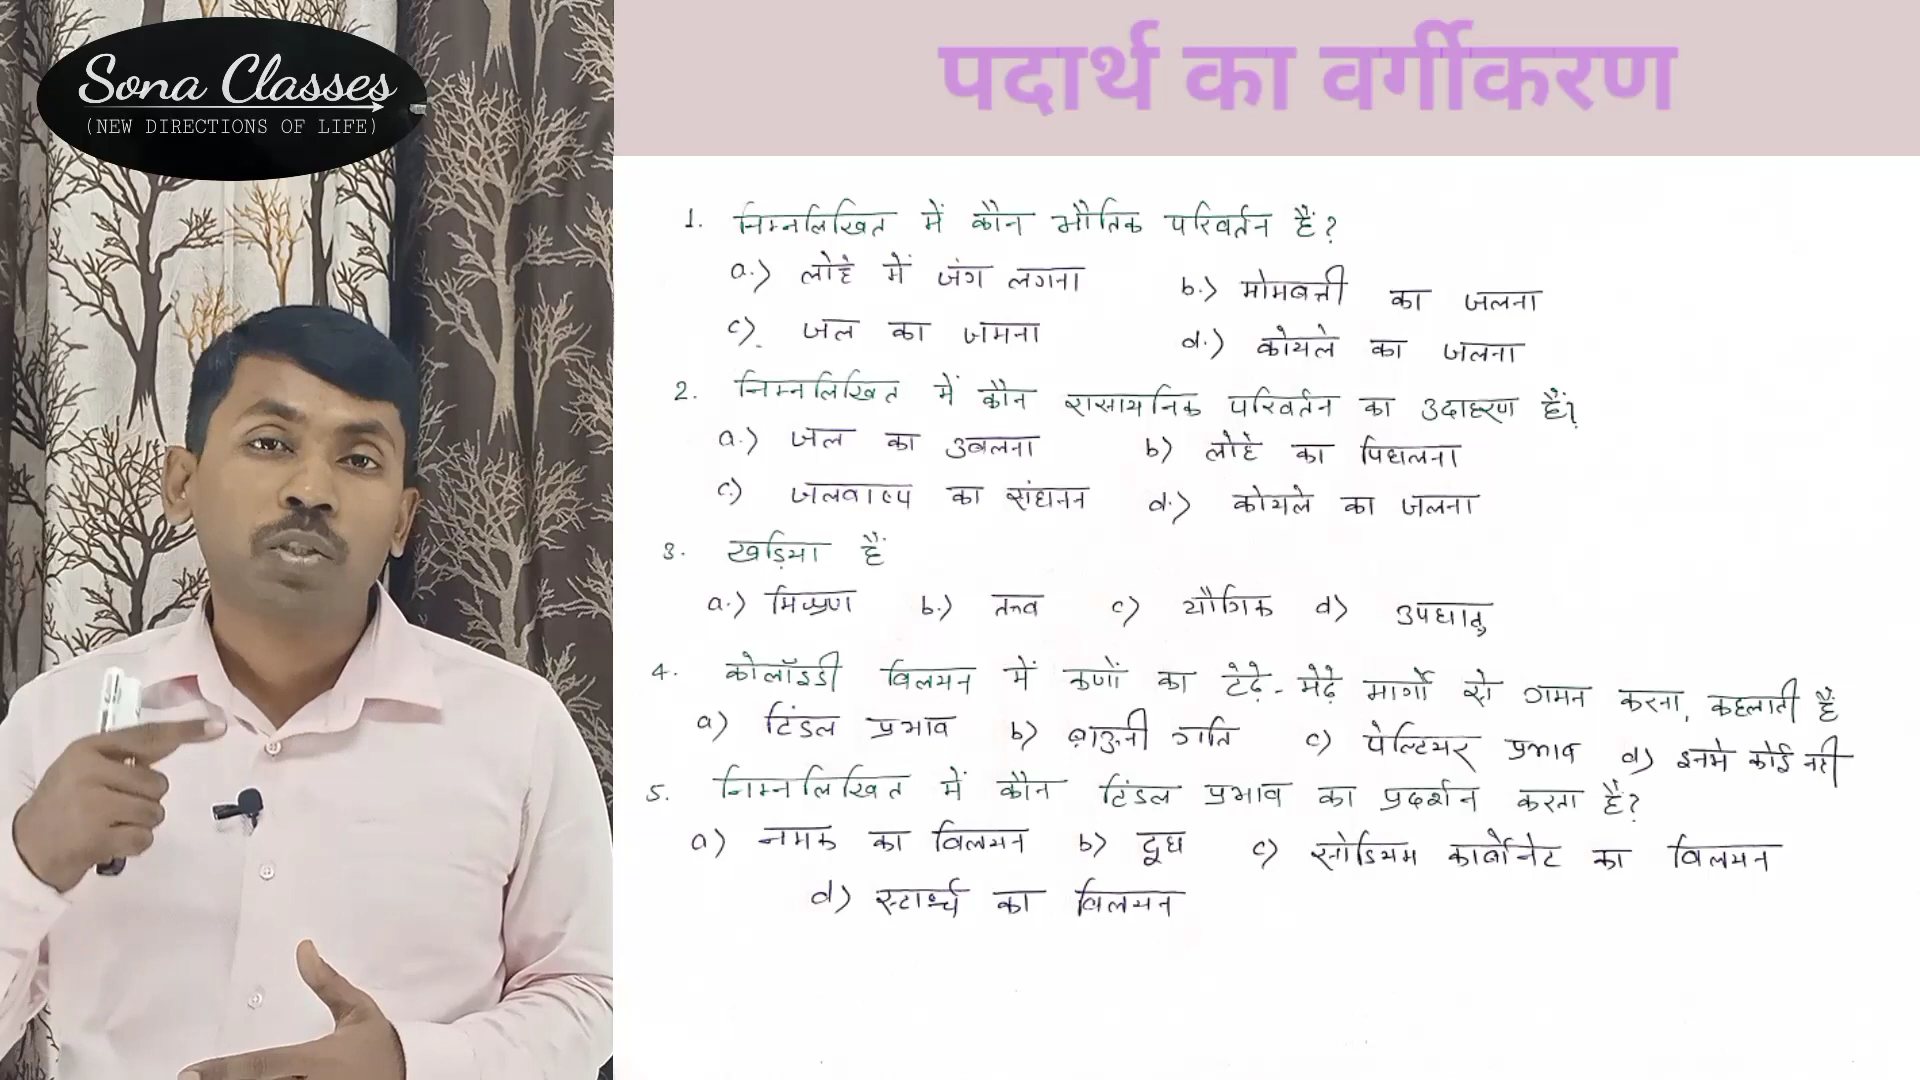 Sona Classes
(NEW DIRECTIONS OF LIFE)
पदार्थ का वर्गीकरण
1. निम्नलिखित में कौन भौतिक परिवर्तन हैं?
a.) लोहे में जंग लगना b.) मोमबत्ती का जलना
c). जल का जमना d.) कोयले का जलना
2. निम्नलिखित में कौन रासायनिक परिवर्तन का उदाहरण हैं?
a.) जल का उबलना b) लोहे का पिघलना
c) जलवाष्प का संघनन d.) कोयले का जलना
3. खड़िया हैं
a.) मिश्रण b.) तत्त्व c) यौगिक d) उपधातु
4. कोलॉइडी विलयन में कणों का टेढ़े-मेढ़े मार्गों से गमन करना, कहलाती हैं
a) टिंडल प्रभाव b) ब्राऊनी गति c) पेल्टियर प्रभाव d) इनमे कोई नही
5. निम्नलिखित में कौन टिंडल प्रभाव का प्रदर्शन करता हैं?
a) नमक का विलयन b) दूध c) सोडियम कार्बोनेट का विलयन
d) स्टार्च का विलयन